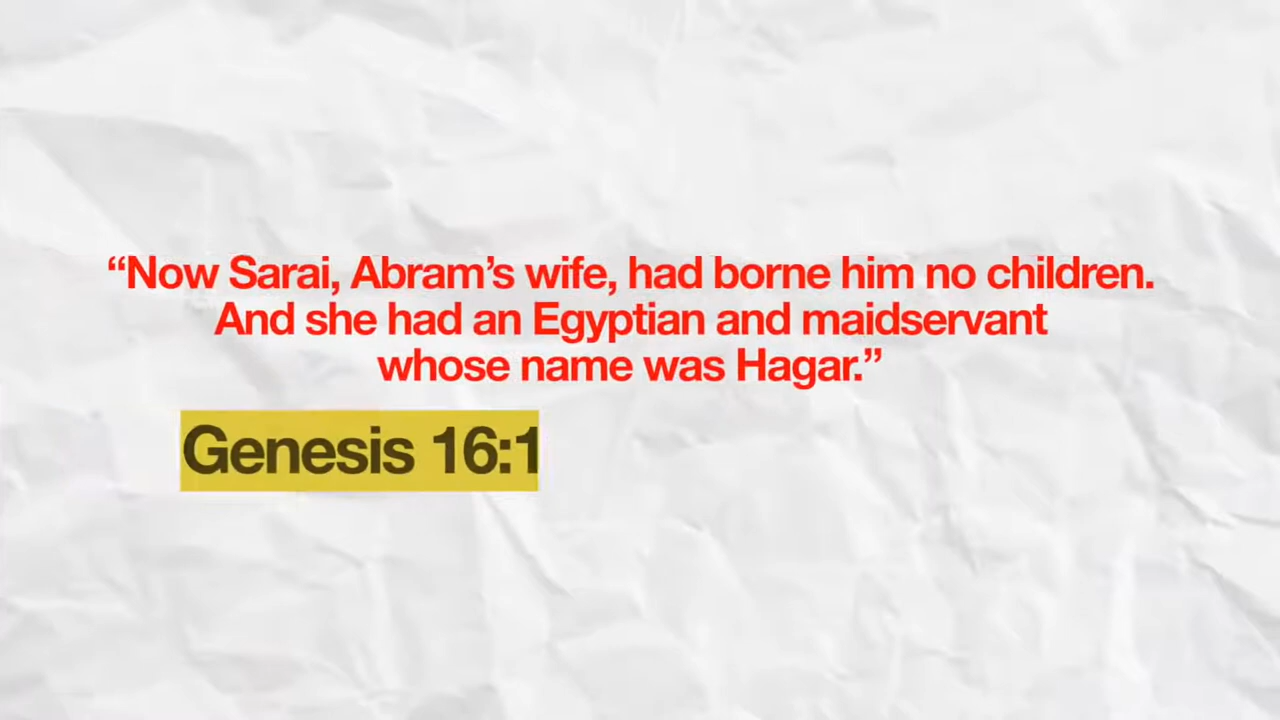 “Now Sarai, Abram’s wife, had borne him no children.
And she had an Egyptian and maidservant
whose name was Hagar.”
Genesis 16:1